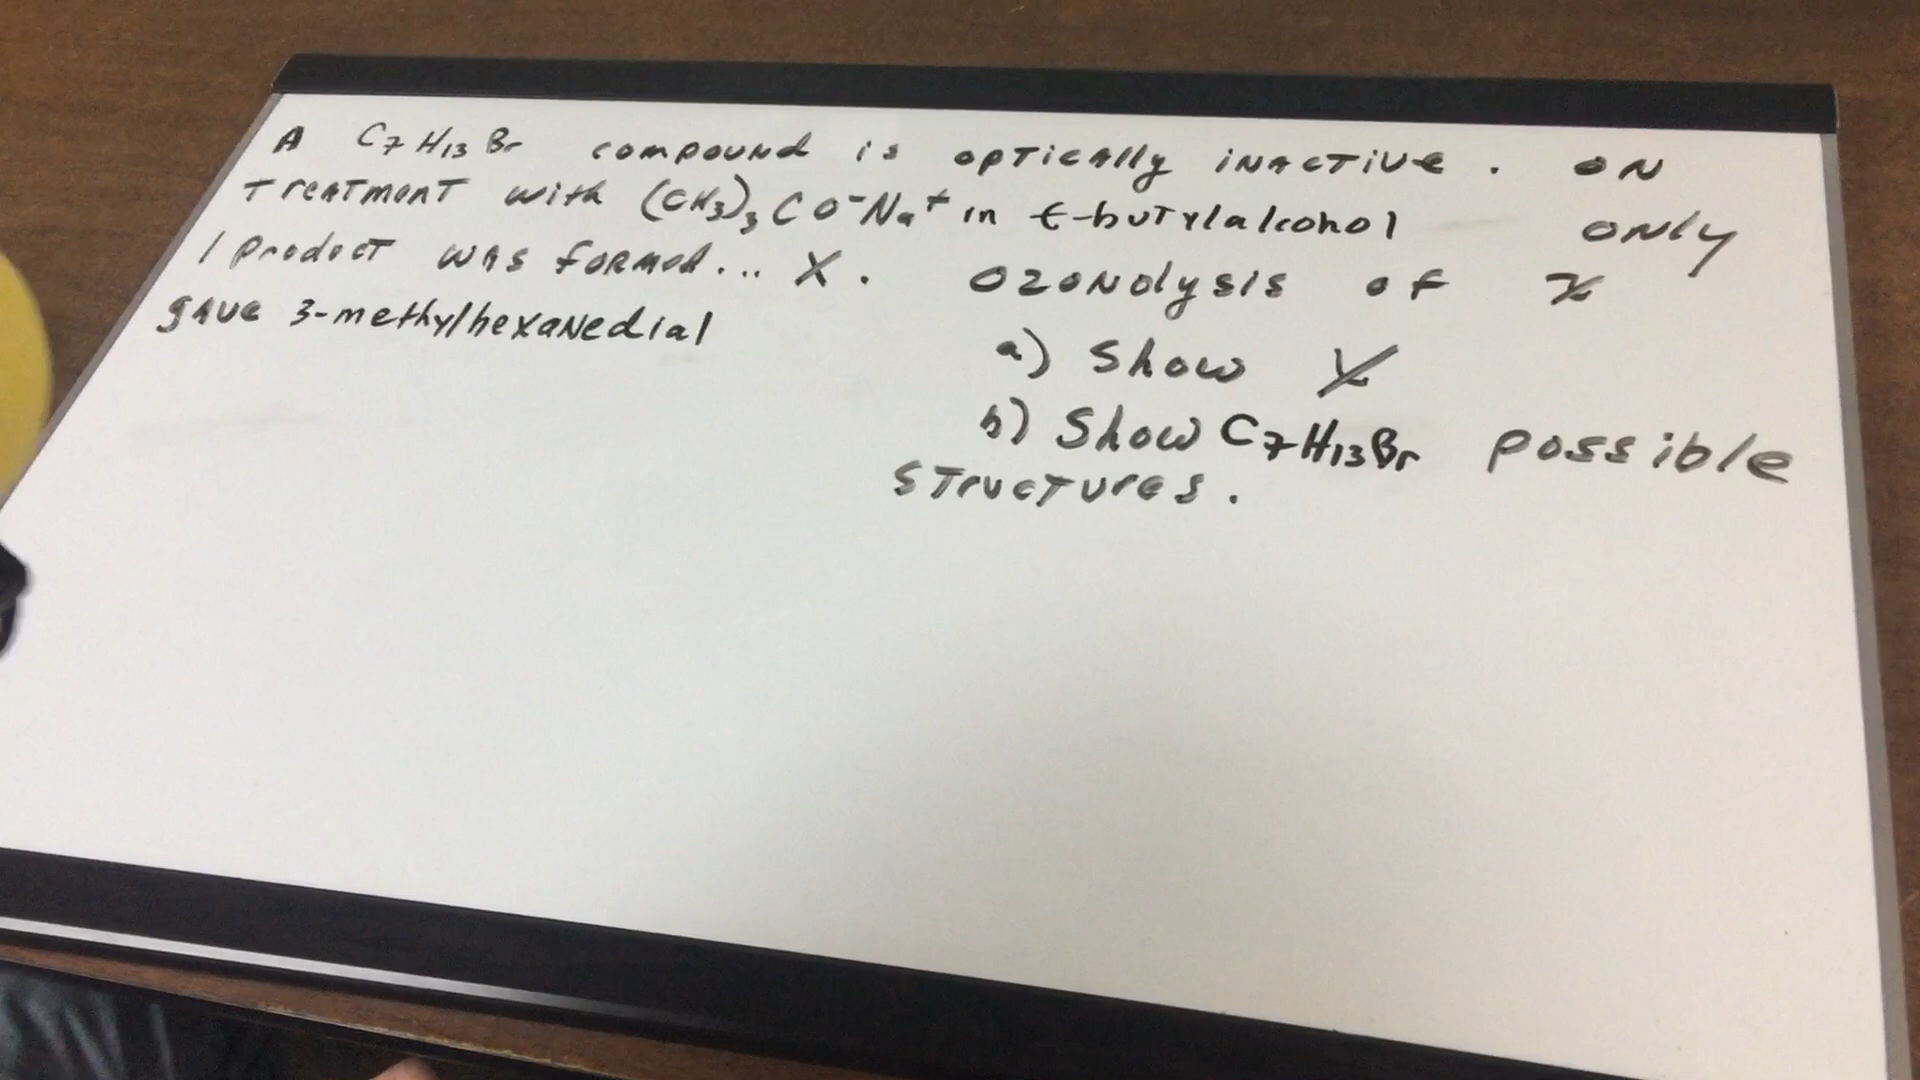 A C7H13Br compound is optically inactive. on
treatment with (CH3)3CO-Na+ in t-butylalcohol only
1 product was formed... X. Ozonolysis of X
gave 3-methylhexanedial
a) Show X
b) Show C7H13Br possible
structures.